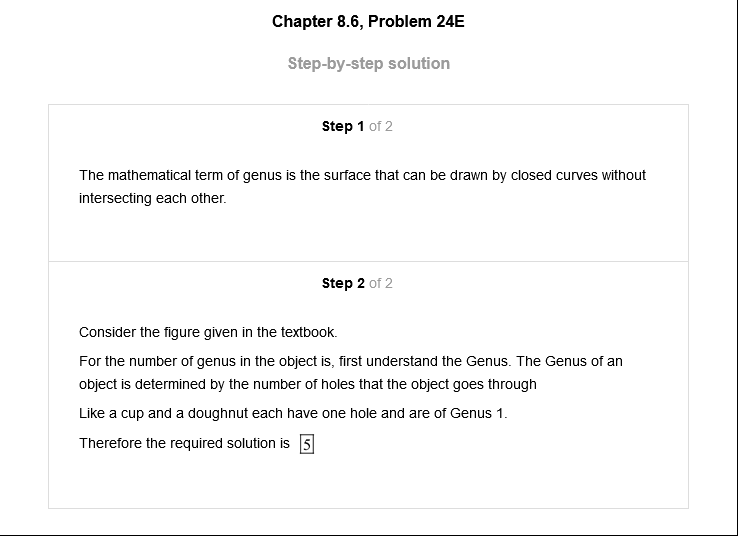 Chapter 8.6, Problem 24E
Step-by-step solution
Step 1 of 2
The mathematical term of genus is the surface that can be drawn by closed curves without
intersecting each other.
Step 2 of 2
Consider the figure given in the textbook.
For the number of genus in the object is, first understand the Genus. The Genus of an
object is determined by the number of holes that the object goes through
Like a cup and a doughnut each have one hole and are of Genus 1.
Therefore the required solution is 5